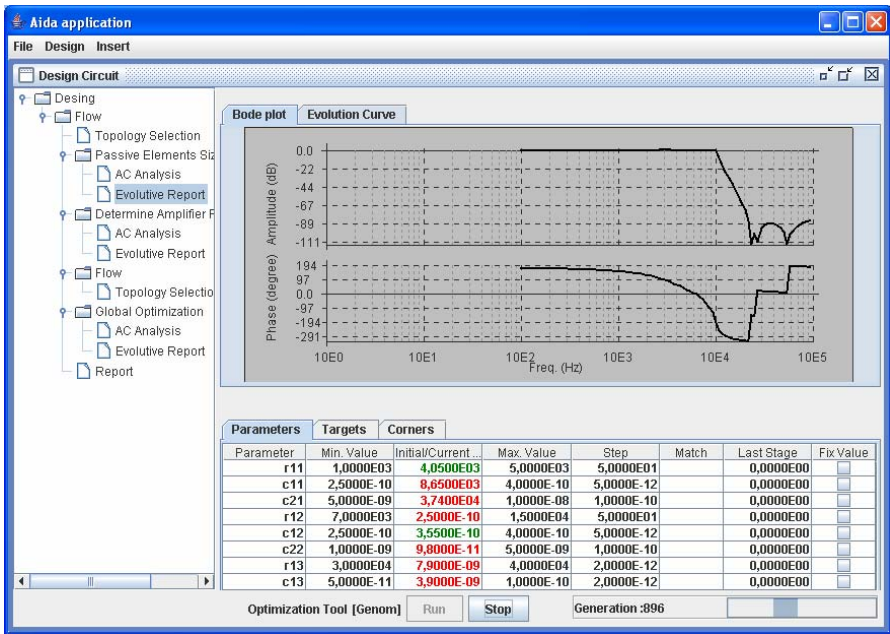 Aida application
File Design Insert
Design Circuit
Desing
Flow
Topology Selection
Passive Elements Siz
AC Analysis
Evolutive Report
Determine Amplifier F
AC Analysis
Evolutive Report
Flow
Topology Selectio
Global Optimization
AC Analysis
Evolutive Report
Report
Bode plot Evolution Curve
Amplitude (dB)
0.0
-22
-44
-67
-89
-111
Phase (degree)
194
97
0.0
-97
-194
-291
10E0 10E1 10E2 10E3 10E4 10E5
Freq. (Hz)
Parameters Targets Corners
Parameter Min. Value Initial/Current ... Max. Value Step Match Last Stage Fix Value
r11 1,0000E03 4,0500E03 5,0000E03 5,0000E01 0,0000E00
c11 2,5000E-10 8,6500E03 4,0000E-10 5,0000E-12 0,0000E00
c21 5,0000E-09 3,7400E04 1,0000E-08 1,0000E-10 0,0000E00
r12 7,0000E03 2,5000E-10 1,5000E04 5,0000E01 0,0000E00
c12 2,5000E-10 3,5500E-10 4,0000E-10 5,0000E-12 0,0000E00
c22 1,0000E-09 9,8000E-11 5,0000E-09 1,0000E-10 0,0000E00
r13 3,0000E04 7,9000E-09 4,0000E04 2,0000E-12 0,0000E00
c13 5,0000E-11 3,9000E-09 1,0000E-10 2,0000E-12 0,0000E00
Optimization Tool [Genom] Run Stop Generation :896